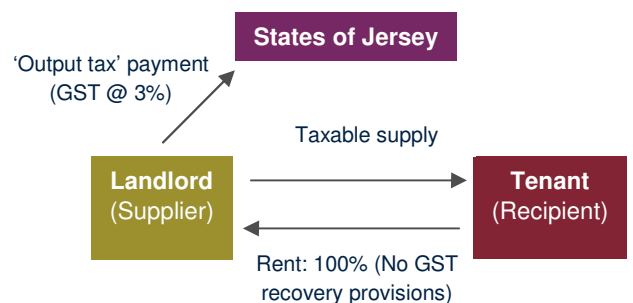 States of Jersey
‘Output tax’ payment
(GST @ 3%)
Taxable supply
Landlord
(Supplier)
Tenant
(Recipient)
Rent: 100% (No GST
recovery provisions)